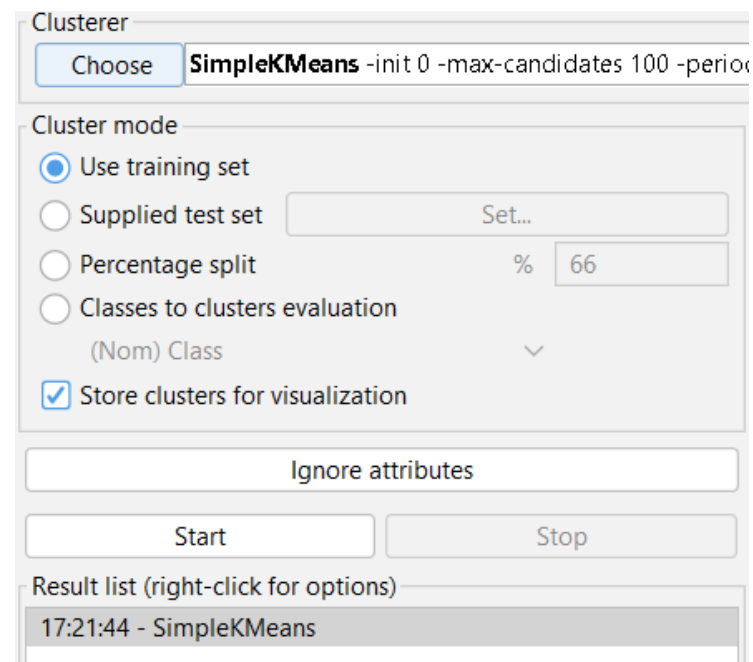 Clusterer
Choose SimpleKMeans -init 0 -max-candidates 100 -perio
Cluster mode
Use training set
Supplied test set Set...
Percentage split % 66
Classes to clusters evaluation
(Nom) Class
Store clusters for visualization
Ignore attributes
Start Stop
Result list (right-click for options)
17:21:44 - SimpleKMeans